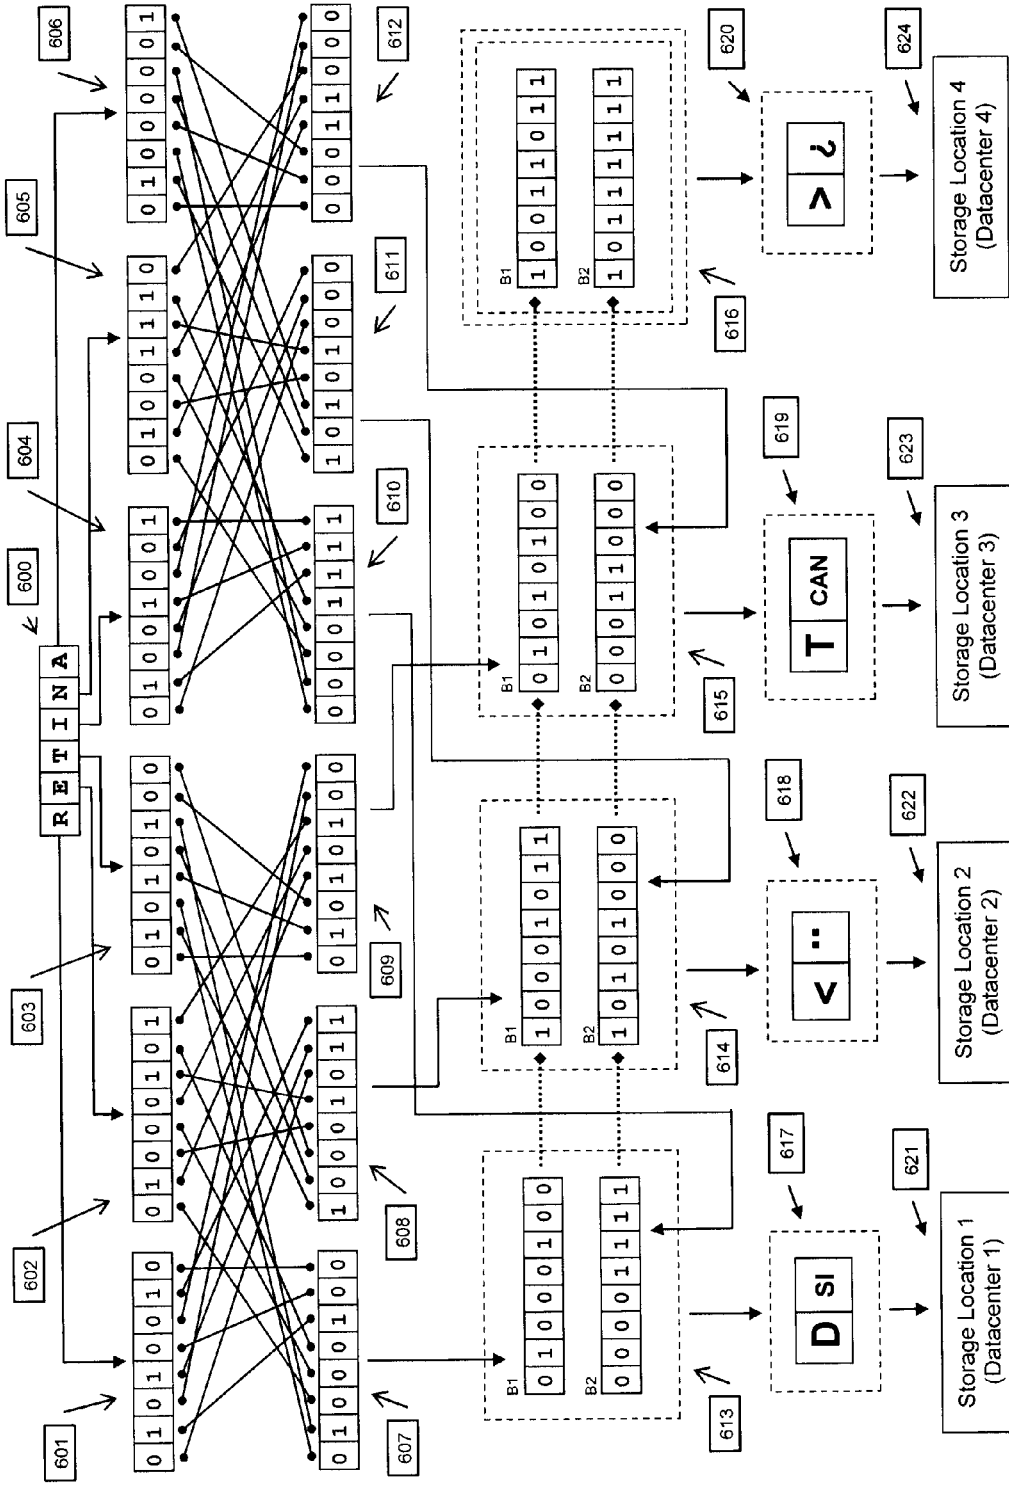 600
604
605
602
603
606
601
R E T I N A
0 1 0 1 0 0 1 0
0 1 0 0 0 1 0 1
0 1 0 1 0 1 0 0
0 1 0 0 1 0 0 1
0 1 0 0 1 1 1 0
0 1 0 0 0 0 0 1
0 1 0 0 0 1 0 0
1 0 0 0 1 0 1 1
0 1 0 1 0 1 0 0
0 0 0 0 1 1 1 1
1 0 1 0 1 0 0 0
0 0 0 1 1 0 0 0
607
608
609
610
611
612
B1
0 1 0 0 0 1 0 0
B2
0 0 0 0 1 1 1 1
B1
1 0 0 0 1 0 1 1
B2
1 0 1 0 1 0 0 0
B1
0 1 0 1 0 1 0 0
B2
0 0 0 1 1 0 0 0
B1
1 0 0 1 1 0 1 1
B2
1 0 1 1 1 1 1 1
613
614
615
616
617
618
619
620
D SI
< ¨
T CAN
> ¿
621
622
623
624
Storage Location 1
(Datacenter 1)
Storage Location 2
(Datacenter 2)
Storage Location 3
(Datacenter 3)
Storage Location 4
(Datacenter 4)